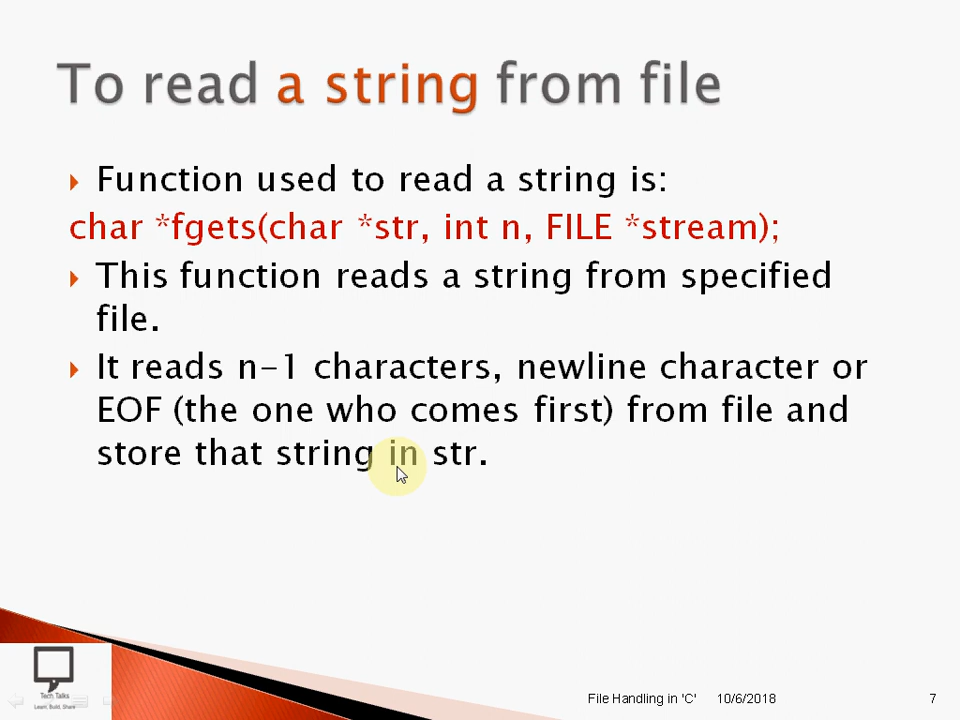 To read a string from file
Function used to read a string is:
char *fgets(char *str, int n, FILE *stream);
This function reads a string from specified
file.
It reads n-1 characters, newline character or
EOF (the one who comes first) from file and
store that string in str.
Tech Talks
Learn, Build, Share
File Handling in 'C' 10/6/2018 7